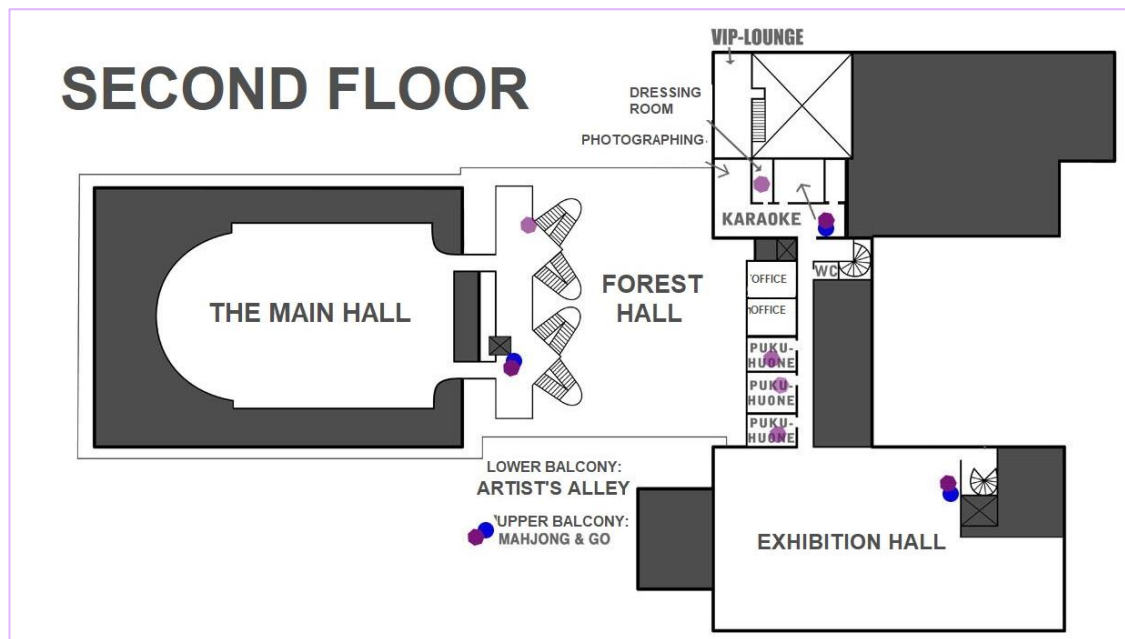 SECOND FLOOR
VIP-LOUNGE
DRESSING
ROOM
PHOTOGRAPHING
KARAOKE
WC
OFFICE
OFFICE
FOREST
HALL
THE MAIN HALL
PUKU-
HUONE
PUKU-
HUONE
PUKU-
HUONE
LOWER BALCONY:
ARTIST'S ALLEY
UPPER BALCONY:
MAHJONG & GO
EXHIBITION HALL